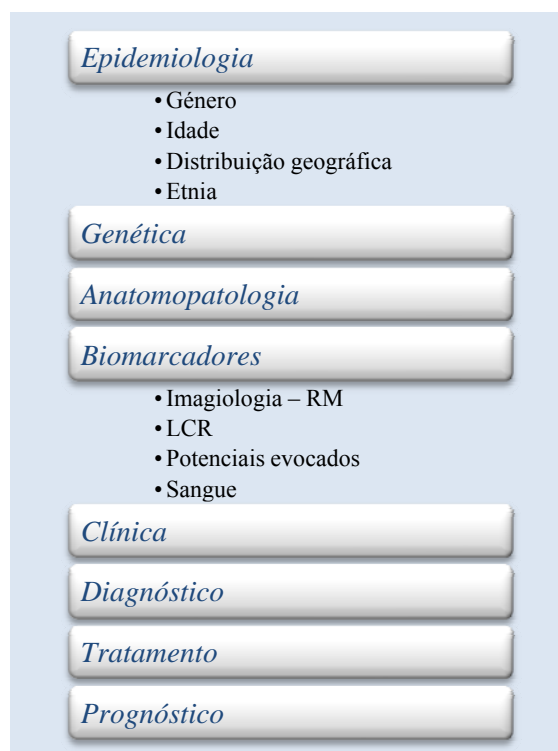 Epidemiologia
• Género
• Idade
• Distribuição geográfica
• Etnia
Genética
Anatomopatologia
Biomarcadores
• Imagiologia – RM
• LCR
• Potenciais evocados
• Sangue
Clínica
Diagnóstico
Tratamento
Prognóstico